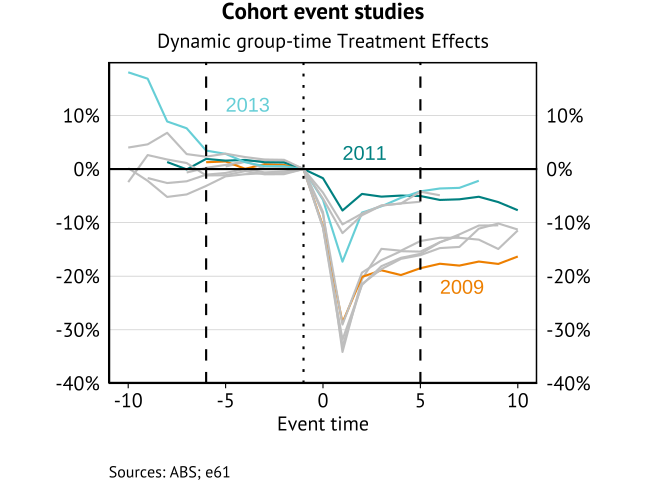 Cohort event studies
Dynamic group-time Treatment Effects
2013
10% 10%
2011
0% 0%
-10% -10%
-20% -20%
2009
-30% -30%
-40% -40%
-10 -5 0 5 10
Event time
Sources: ABS; e61